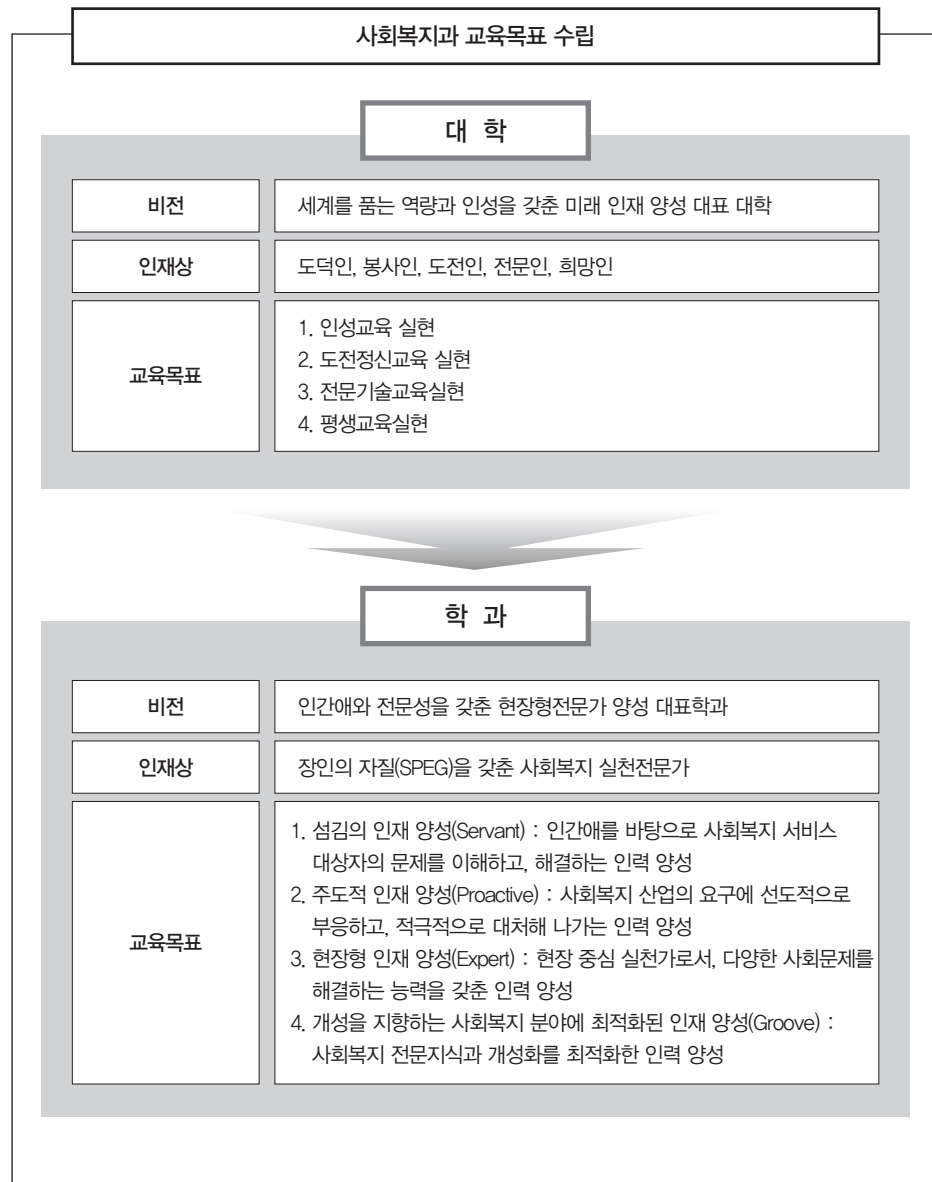 사회복지과 교육목표 수립
대 학
비전
세계를 품는 역량과 인성을 갖춘 미래 인재 양성 대표 대학
인재상
도덕인, 봉사인, 도전인, 전문인, 희망인
교육목표
1. 인성교육 실현
2. 도전정신교육 실현
3. 전문기술교육실현
4. 평생교육실현
학 과
비전
인간애와 전문성을 갖춘 현장형전문가 양성 대표학과
인재상
장인의 자질(SPEG)을 갖춘 사회복지 실천전문가
교육목표
1. 섬김의 인재 양성(Servant) : 인간애를 바탕으로 사회복지 서비스
대상자의 문제를 이해하고, 해결하는 인력 양성
2. 주도적 인재 양성(Proactive) : 사회복지 산업의 요구에 선도적으로
부응하고, 적극적으로 대처해 나가는 인력 양성
3. 현장형 인재 양성(Expert) : 현장 중심 실천가로서, 다양한 사회문제를
해결하는 능력을 갖춘 인력 양성
4. 개성을 지향하는 사회복지 분야에 최적화된 인재 양성(Groove) :
사회복지 전문지식과 개성화를 최적화한 인력 양성